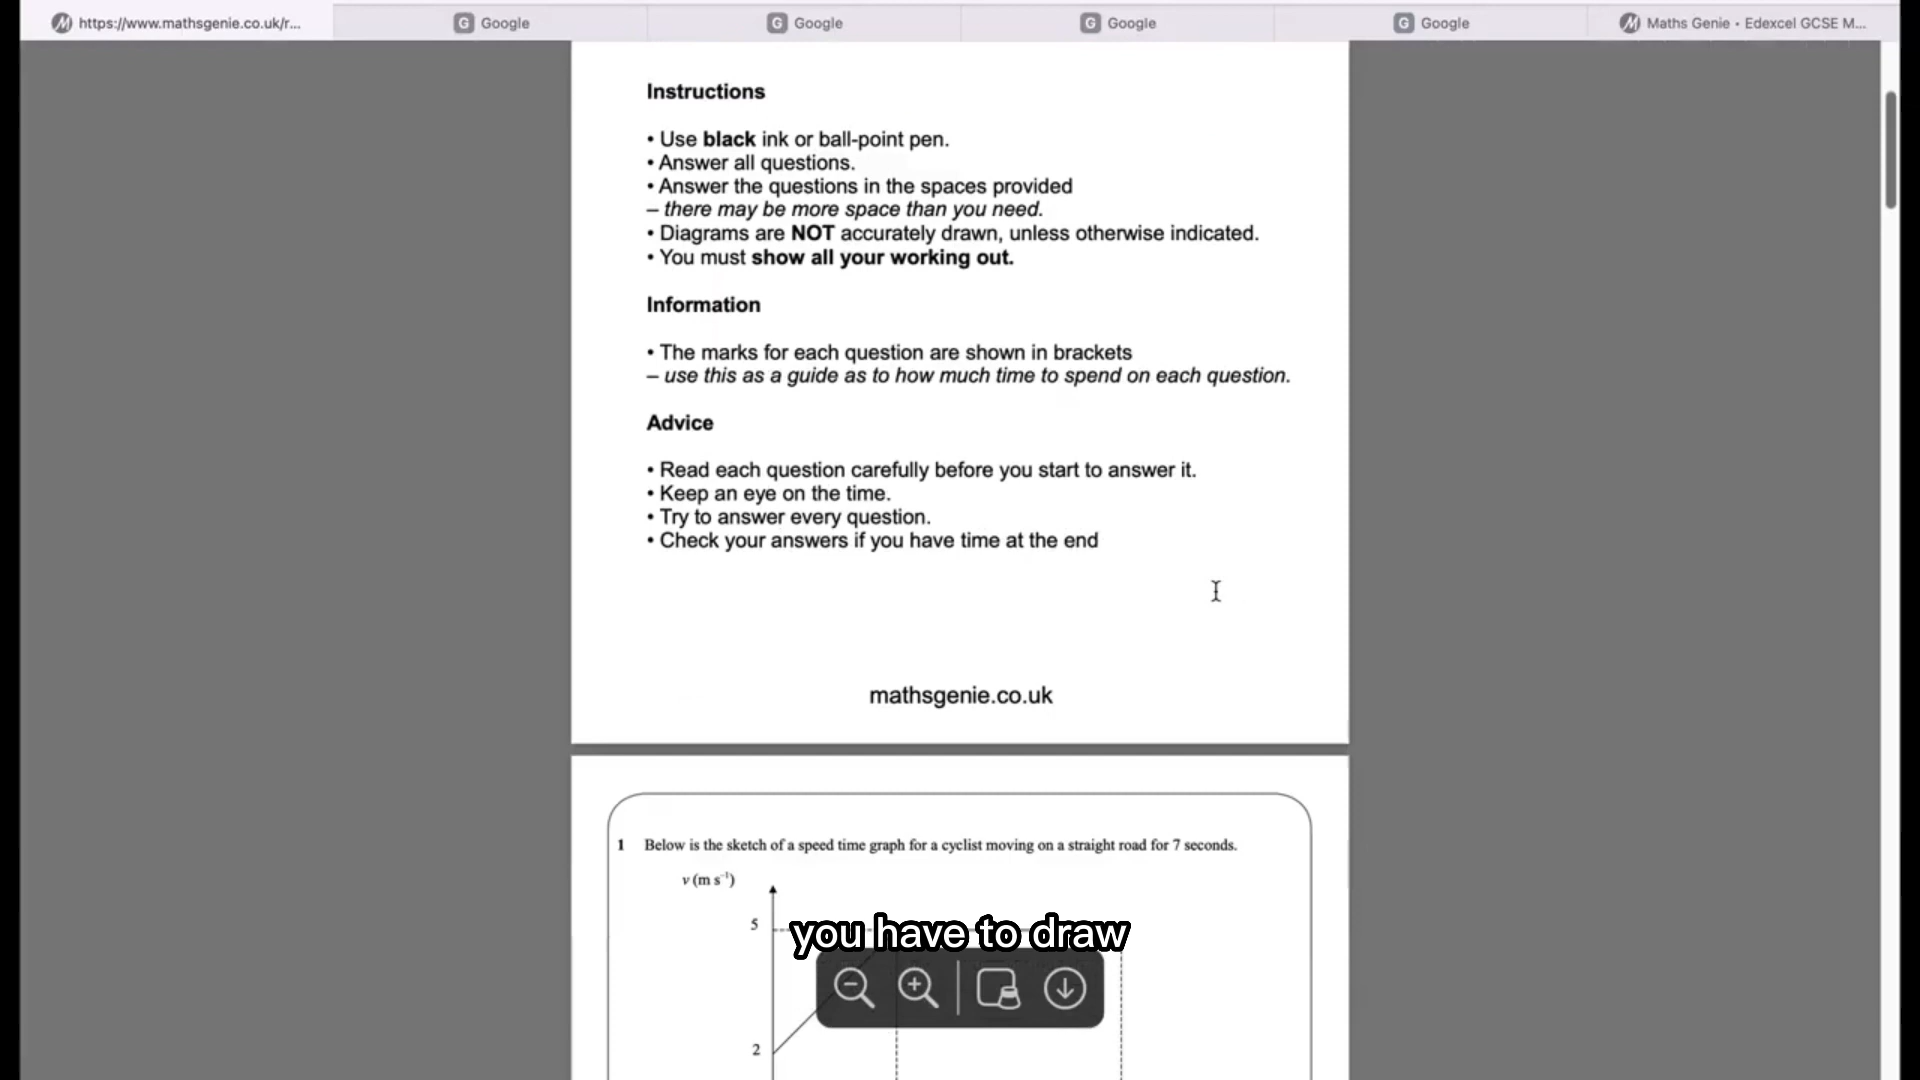 https://www.mathsgenie.co.uk/r...
Google
Google
Google
Google
Maths Genie • Edexcel GCSE M...
Instructions
• Use black ink or ball-point pen.
• Answer all questions.
• Answer the questions in the spaces provided
– there may be more space than you need.
• Diagrams are NOT accurately drawn, unless otherwise indicated.
• You must show all your working out.
Information
• The marks for each question are shown in brackets
– use this as a guide as to how much time to spend on each question.
Advice
• Read each question carefully before you start to answer it.
• Keep an eye on the time.
• Try to answer every question.
• Check your answers if you have time at the end
mathsgenie.co.uk
1 Below is the sketch of a speed time graph for a cyclist moving on a straight road for 7 seconds.
v (m s⁻¹)
5
you have to draw
2